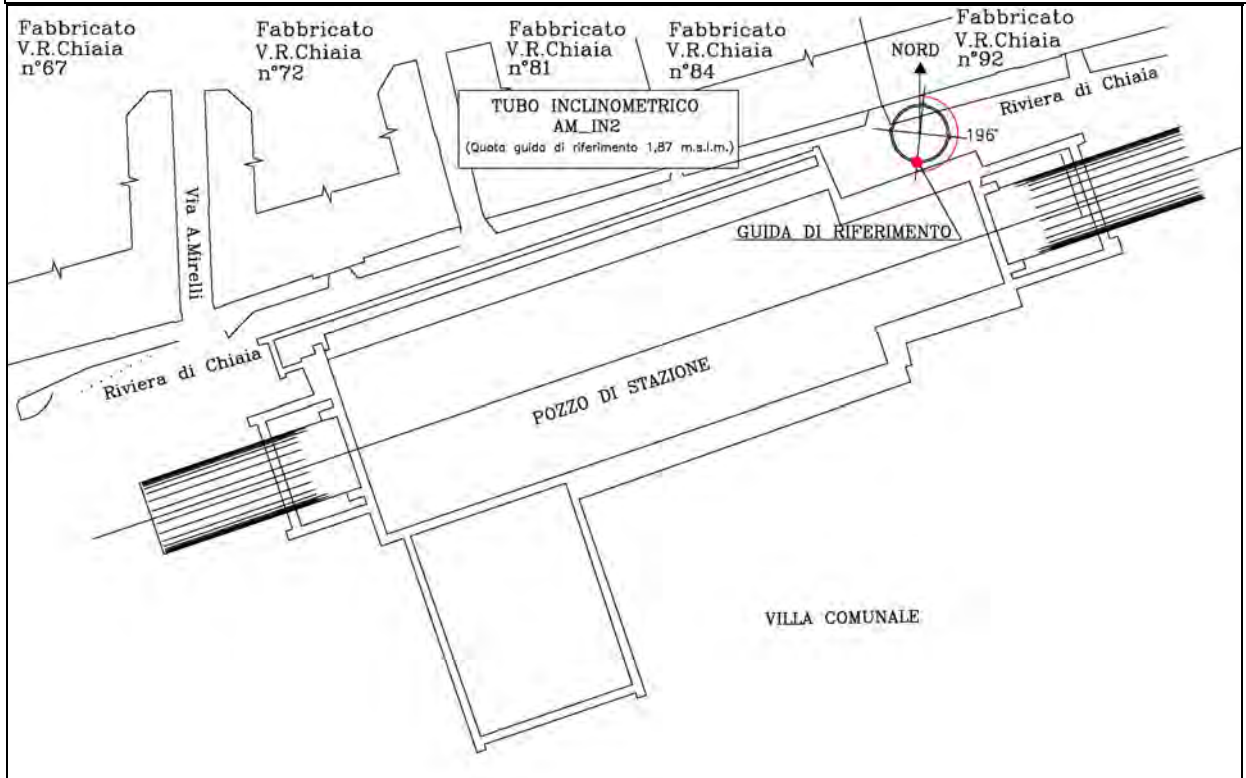 Fabbricato
V.R.Chiaia
n°67
Fabbricato
V.R.Chiaia
n°72
Fabbricato
V.R.Chiaia
n°81
Fabbricato
V.R.Chiaia
n°84
Fabbricato
V.R.Chiaia
n°92
NORD
TUBO INCLINOMETRICO
AM_IN2
(Quota guida di riferimento 1,87 m.s.l.m.)
Riviera di Chiaia
196°
GUIDA DI RIFERIMENTO
Via A.Mirelli
Riviera di Chiaia
POZZO DI STAZIONE
VILLA COMUNALE